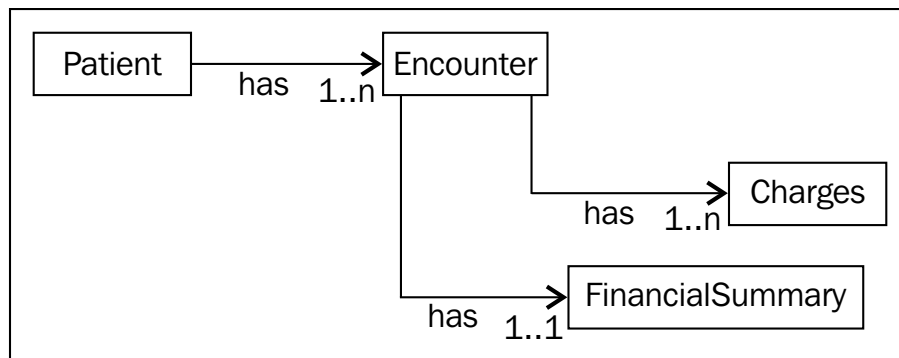 Patient
has
1..n
Encounter
has
1..n
Charges
has
1..1
FinancialSummary